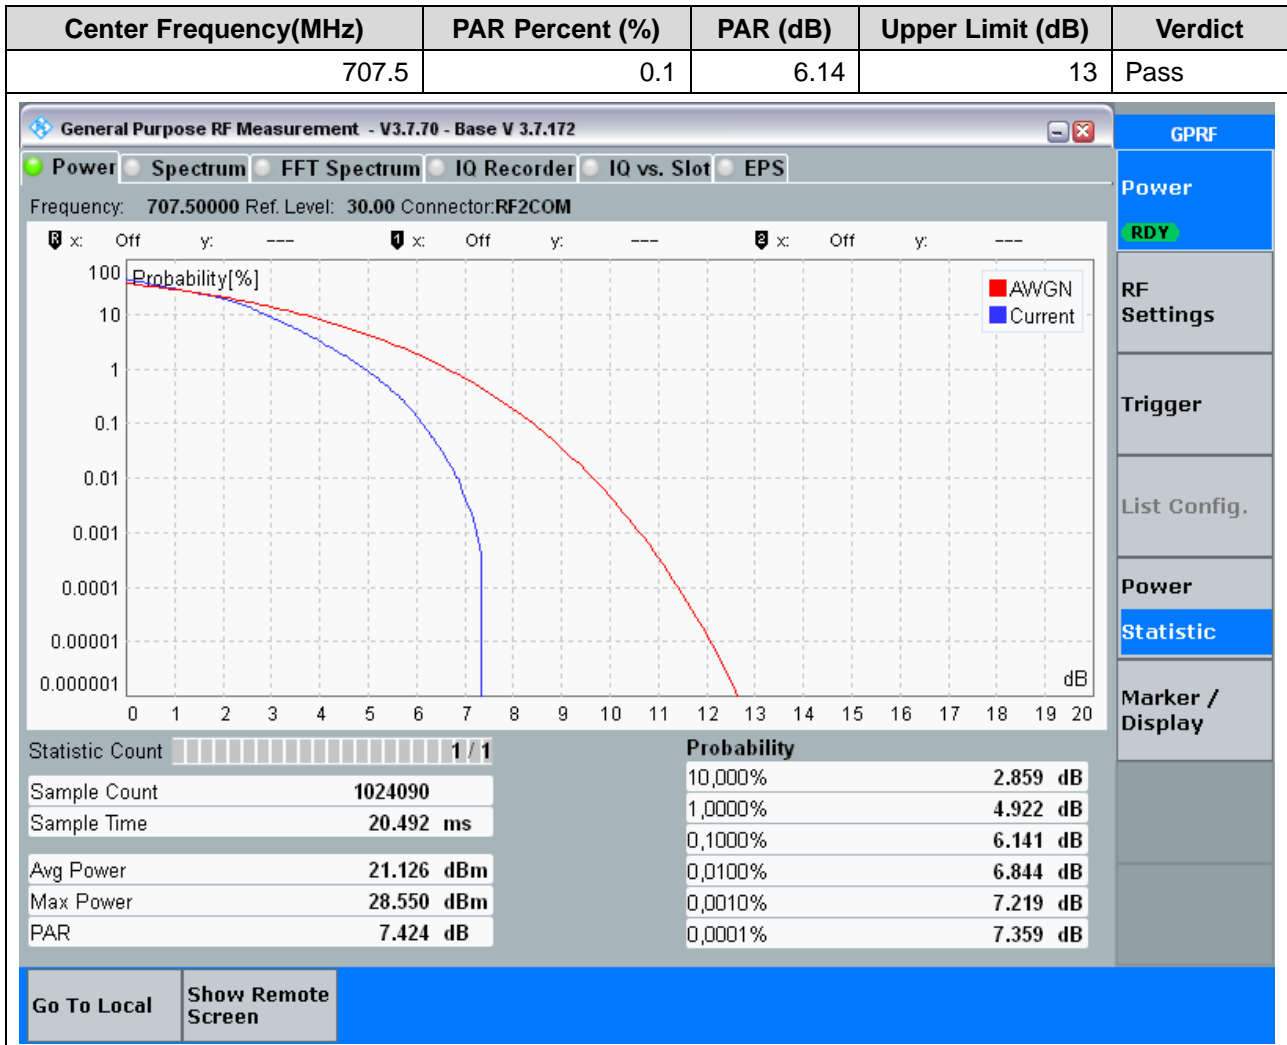 Center Frequency(MHz) PAR Percent (%) PAR (dB) Upper Limit (dB) Verdict
707.5 0.1 6.14 13 Pass
General Purpose RF Measurement - V3.7.70 - Base V 3.7.172
GPRF
Power Spectrum FFT Spectrum IQ Recorder IQ vs. Slot EPS
Frequency: 707.50000 Ref. Level: 30.00 Connector:RF2COM
R x: Off y: --- 1 x: Off y: --- 2 x: Off y: ---
Probability[%]
AWGN
Current
100
10
1
0.1
0.01
0.001
0.0001
0.00001
0.000001
dB
0 1 2 3 4 5 6 7 8 9 10 11 12 13 14 15 16 17 18 19 20
Statistic Count 1 / 1
Sample Count 1024090
Sample Time 20.492 ms
Avg Power 21.126 dBm
Max Power 28.550 dBm
PAR 7.424 dB
Probability
10,000% 2.859 dB
1,0000% 4.922 dB
0,1000% 6.141 dB
0,0100% 6.844 dB
0,0010% 7.219 dB
0,0001% 7.359 dB
Power
RDY
RF
Settings
Trigger
List Config.
Power
Statistic
Marker /
Display
Go To Local
Show Remote
Screen